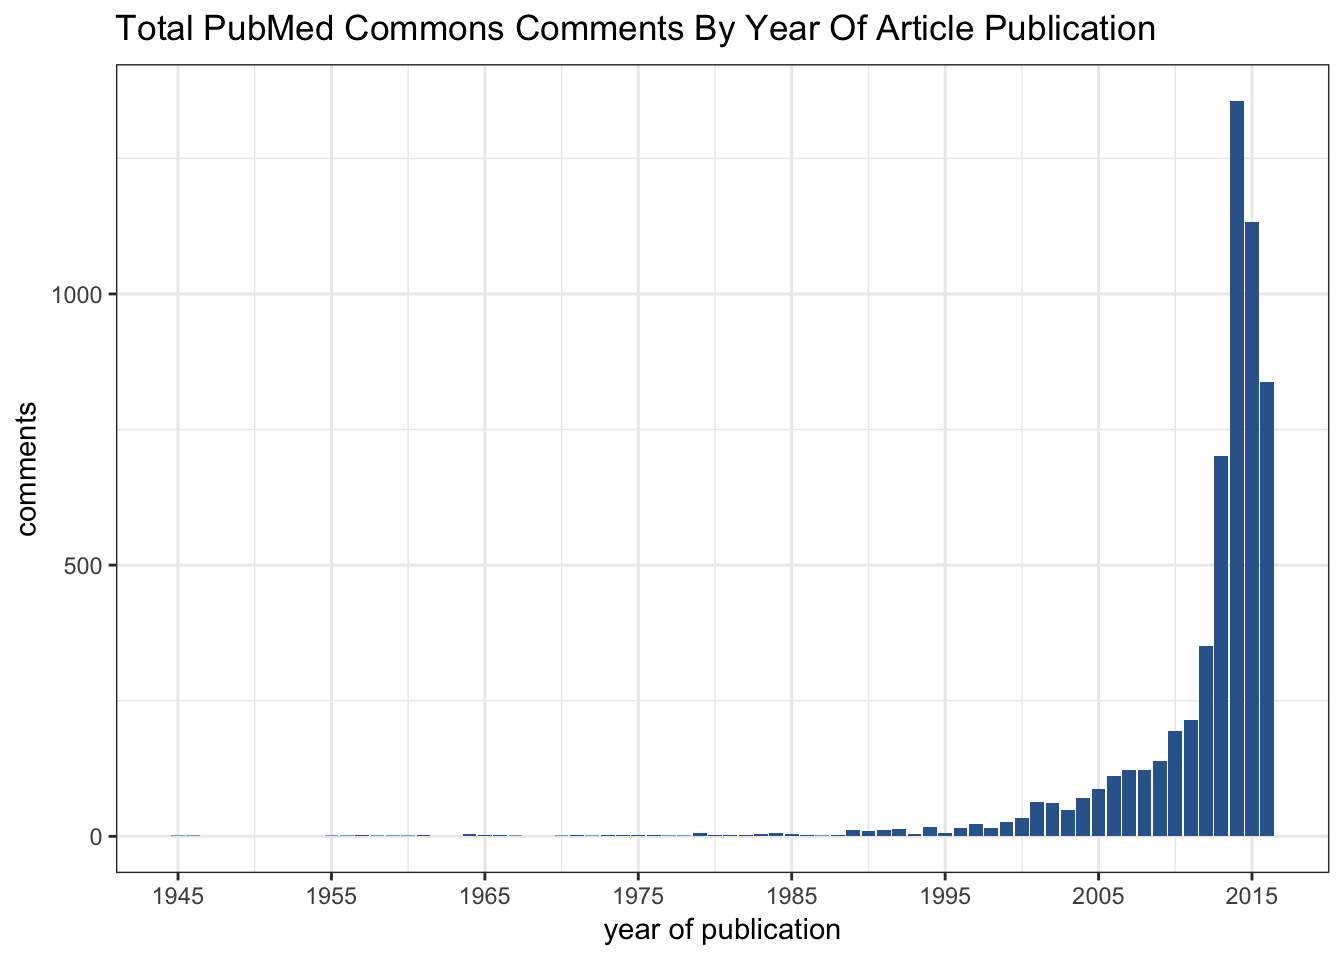 Total PubMed Commons Comments By Year Of Article Publication
1000
500
0
comments
1945 1955 1965 1975 1985 1995 2005 2015
year of publication